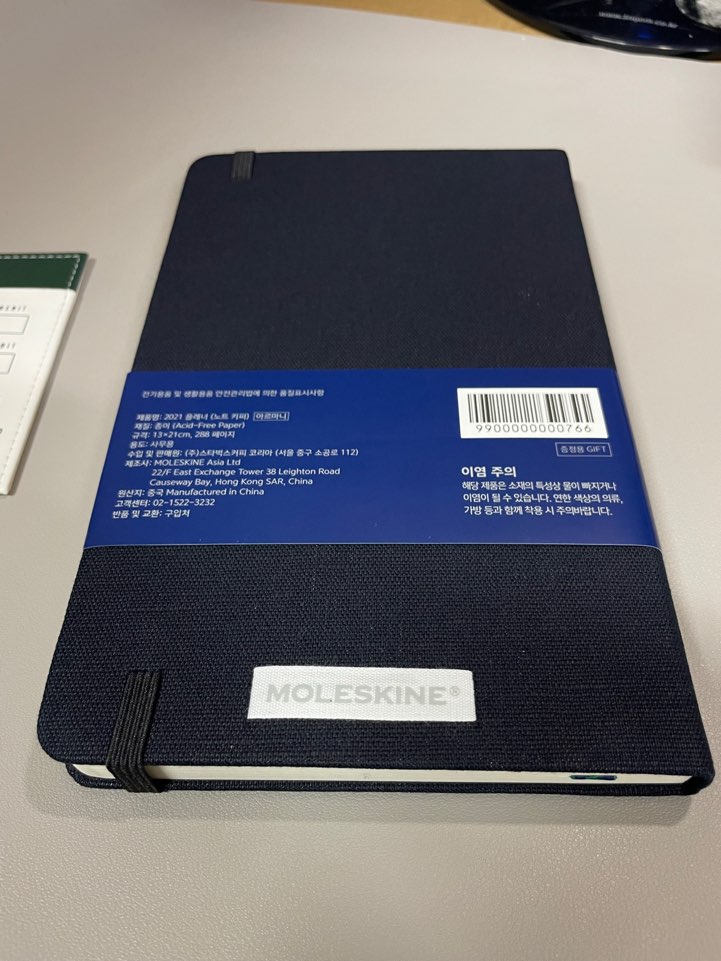 전기용품 및 생활용품 안전관리법에 의한 품질표시사항
제품명: 2021 플래너 (노트 커피) 아르마니
재질: 종이 (Acid-Free Paper)
규격: 13×21cm, 288 페이지
용도: 사무용
수입 및 판매원: (주)스타벅스커피 코리아 (서울 중구 소공로 112)
제조사: MOLESKINE Asia Ltd
22/F East Exchange Tower 38 Leighton Road
Causeway Bay, Hong Kong SAR, China
원산지: 중국 Manufactured in China
고객센터: 02-1522-3232
반품 및 교환: 구입처
9900000000766
증정용 GIFT
이염 주의
해당 제품은 소재의 특성상 물이 빠지거나
이염이 될 수 있습니다. 연한 색상의 의류,
가방 등과 함께 착용 시 주의바랍니다.
MOLESKINE®